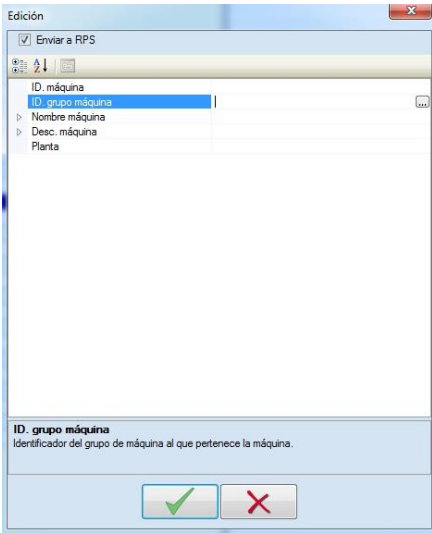 Edición
Enviar a RPS
ID. máquina
ID. grupo máquina
Nombre máquina
Desc. máquina
Planta
ID. grupo máquina
Identificador del grupo de máquina al que pertenece la máquina.